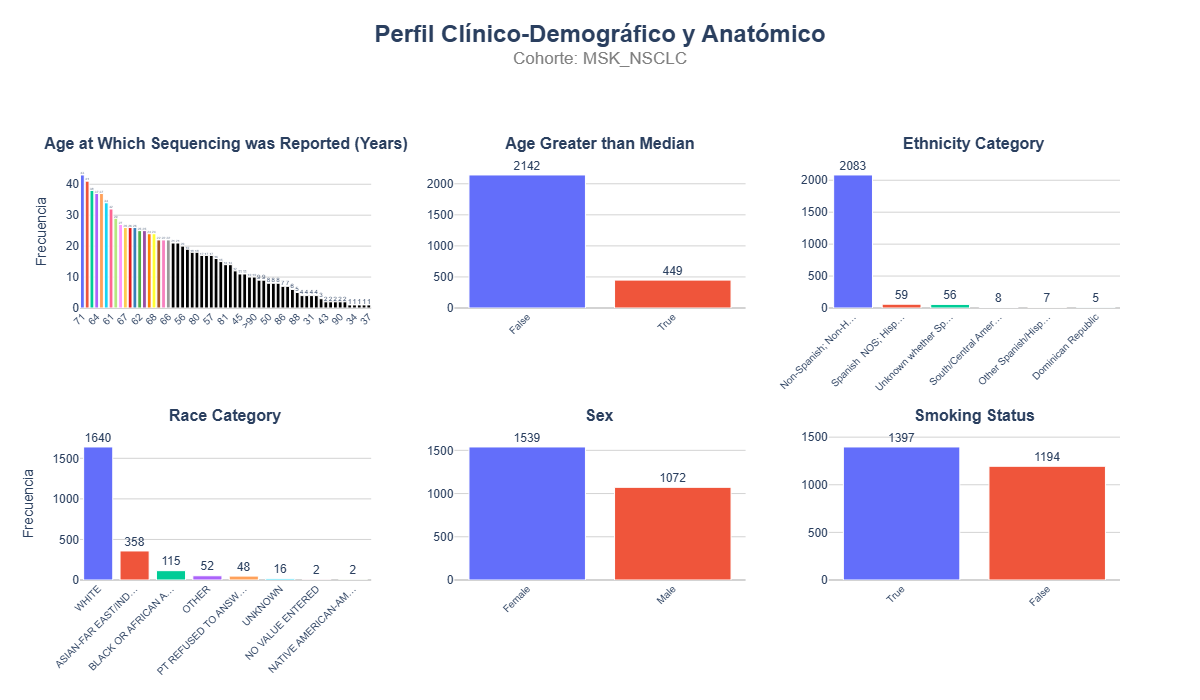 Perfil Clínico-Demográfico y Anatómico
Cohorte: MSK_NSCLC
Age at Which Sequencing was Reported (Years)
Frecuencia
40
30
20
10
0
71 64 61 67 62 68 66 56 80 57 81 45 >90 50 86 88 31 43 90 34 37
Age Greater than Median
2000
1500
1000
500
0
2142
449
False
True
Ethnicity Category
2000
1500
1000
500
0
2083
59
56
8
7
5
Non-Spanish; Non-H…
Spanish NOS; Hisp…
Unknown whether Sp…
South/Central Amer…
Other Spanish/Hisp…
Dominican Republic
Race Category
Frecuencia
1500
1000
500
0
1640
358
115
52
48
16
2
2
WHITE
ASIAN-FAR EAST/IND…
BLACK OR AFRICAN A…
OTHER
PT REFUSED TO ANSW…
UNKNOWN
NO VALUE ENTERED
NATIVE AMERICAN-AM…
Sex
1500
1000
500
0
1539
1072
Female
Male
Smoking Status
1500
1000
500
0
1397
1194
True
False